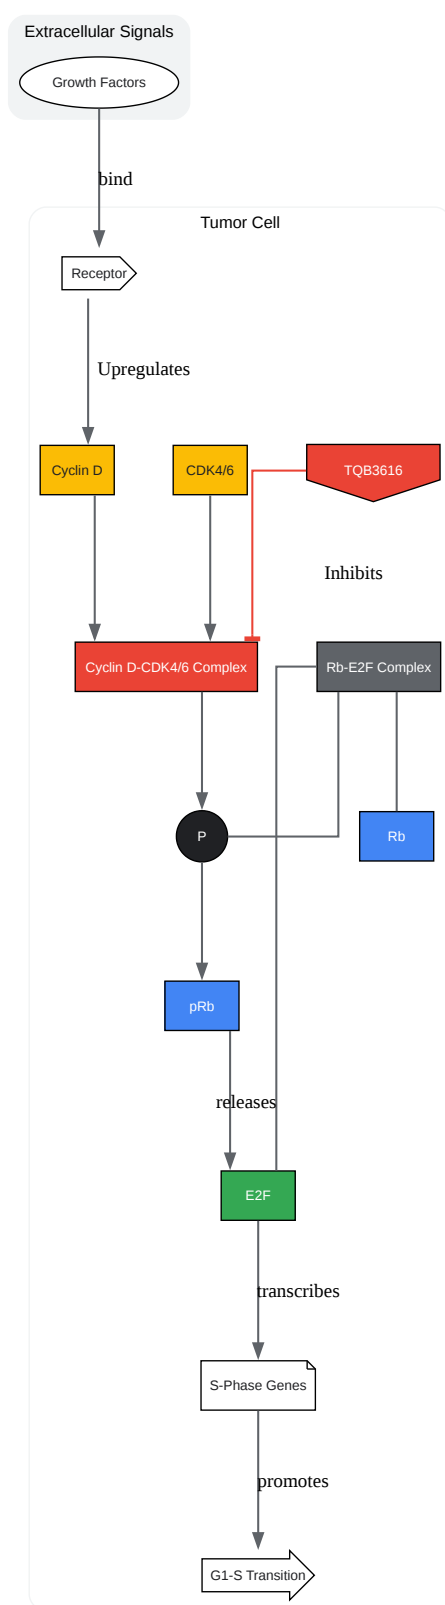 Extracellular Signals
Growth Factors
bind
Tumor Cell
Receptor
Upregulates
Cyclin D
CDK4/6
TQB3616
Inhibits
Cyclin D-CDK4/6 Complex
Rb-E2F Complex
P
Rb
pRb
releases
E2F
transcribes
S-Phase Genes
promotes
G1-S Transition